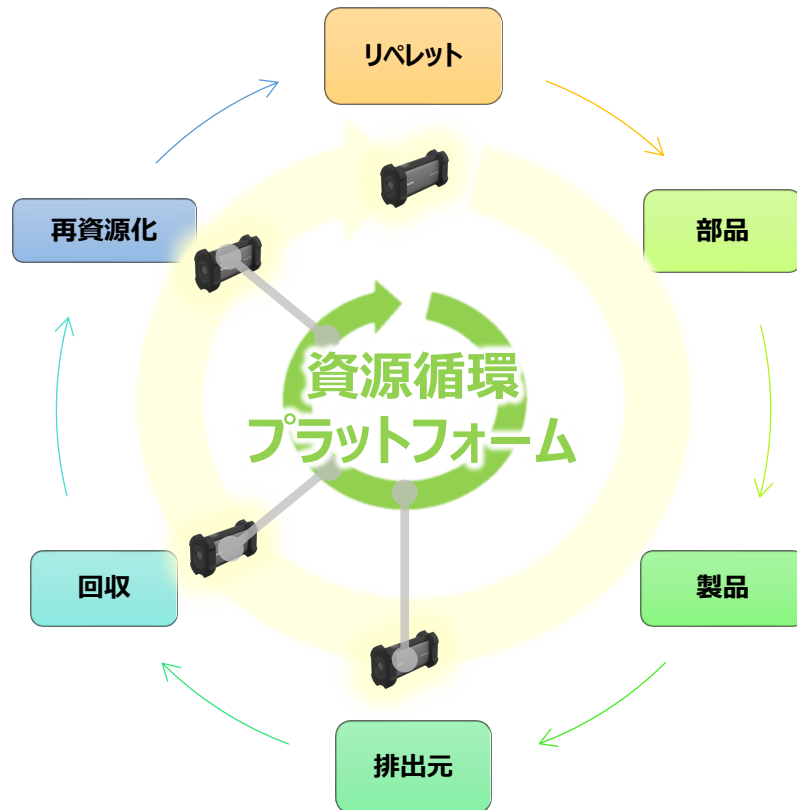 リペレット
再資源化
部品
資源循環
プラットフォーム
回収
製品
排出元